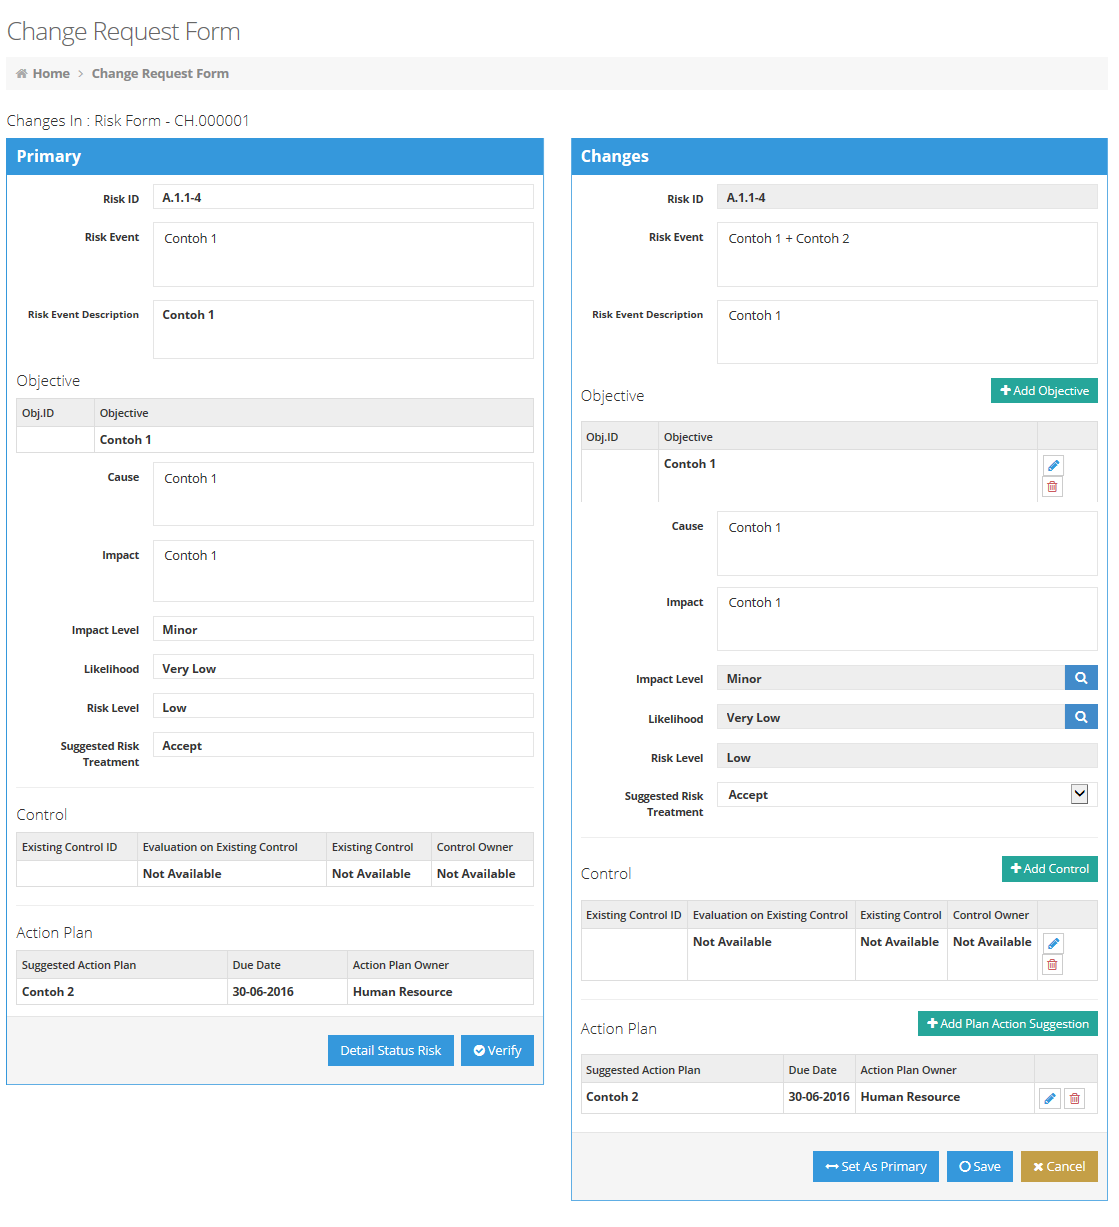 Change Request Form
Home > Change Request Form
Changes In : Risk Form - CH.000001
Primary
Risk ID
A.1.1-4
Risk Event
Contoh 1
Risk Event Description
Contoh 1
Objective
Obj.ID Objective
Contoh 1
Cause
Contoh 1
Impact
Contoh 1
Impact Level
Minor
Likelihood
Very Low
Risk Level
Low
Suggested Risk
Treatment
Accept
Control
Existing Control ID Evaluation on Existing Control Existing Control Control Owner
Not Available Not Available Not Available
Action Plan
Suggested Action Plan Due Date Action Plan Owner
Contoh 2 30-06-2016 Human Resource
Detail Status Risk Verify
Changes
Risk ID
A.1.1-4
Risk Event
Contoh 1 + Contoh 2
Risk Event Description
Contoh 1
Objective
Add Objective
Obj.ID Objective
Contoh 1
Cause
Contoh 1
Impact
Contoh 1
Impact Level
Minor
Likelihood
Very Low
Risk Level
Low
Suggested Risk
Treatment
Accept
Control
Add Control
Existing Control ID Evaluation on Existing Control Existing Control Control Owner
Not Available Not Available Not Available
Action Plan
Add Plan Action Suggestion
Suggested Action Plan Due Date Action Plan Owner
Contoh 2 30-06-2016 Human Resource
Set As Primary Save Cancel